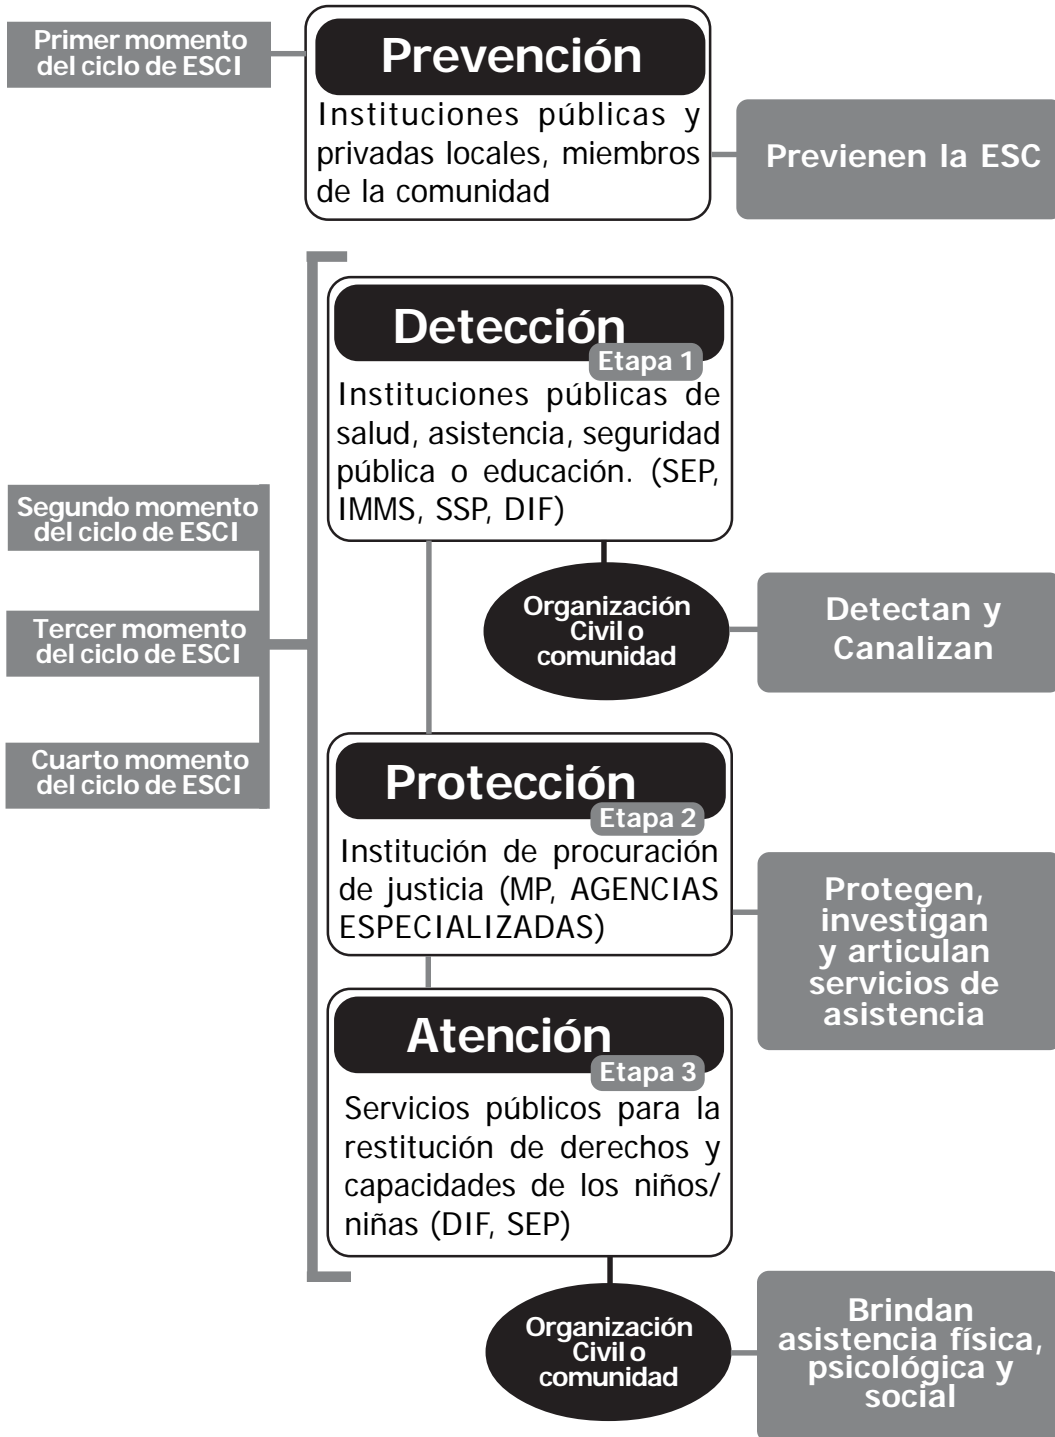 Primer momento
del ciclo de ESCI
Prevención
Instituciones públicas y
privadas locales, miembros
de la comunidad
Previenen la ESC
Detección
Etapa 1
Instituciones públicas de
salud, asistencia, seguridad
pública o educación. (SEP,
IMMS, SSP, DIF)
Segundo momento
del ciclo de ESCI
Tercer momento
del ciclo de ESCI
Cuarto momento
del ciclo de ESCI
Organización
Civil o
comunidad
Detectan y
Canalizan
Protección
Etapa 2
Institución de procuración
de justicia (MP, AGENCIAS
ESPECIALIZADAS)
Protegen,
investigan
y articulan
servicios de
asistencia
Atención
Etapa 3
Servicios públicos para la
restitución de derechos y
capacidades de los niños/
niñas (DIF, SEP)
Organización
Civil o
comunidad
Brindan
asistencia física,
psicológica y
social